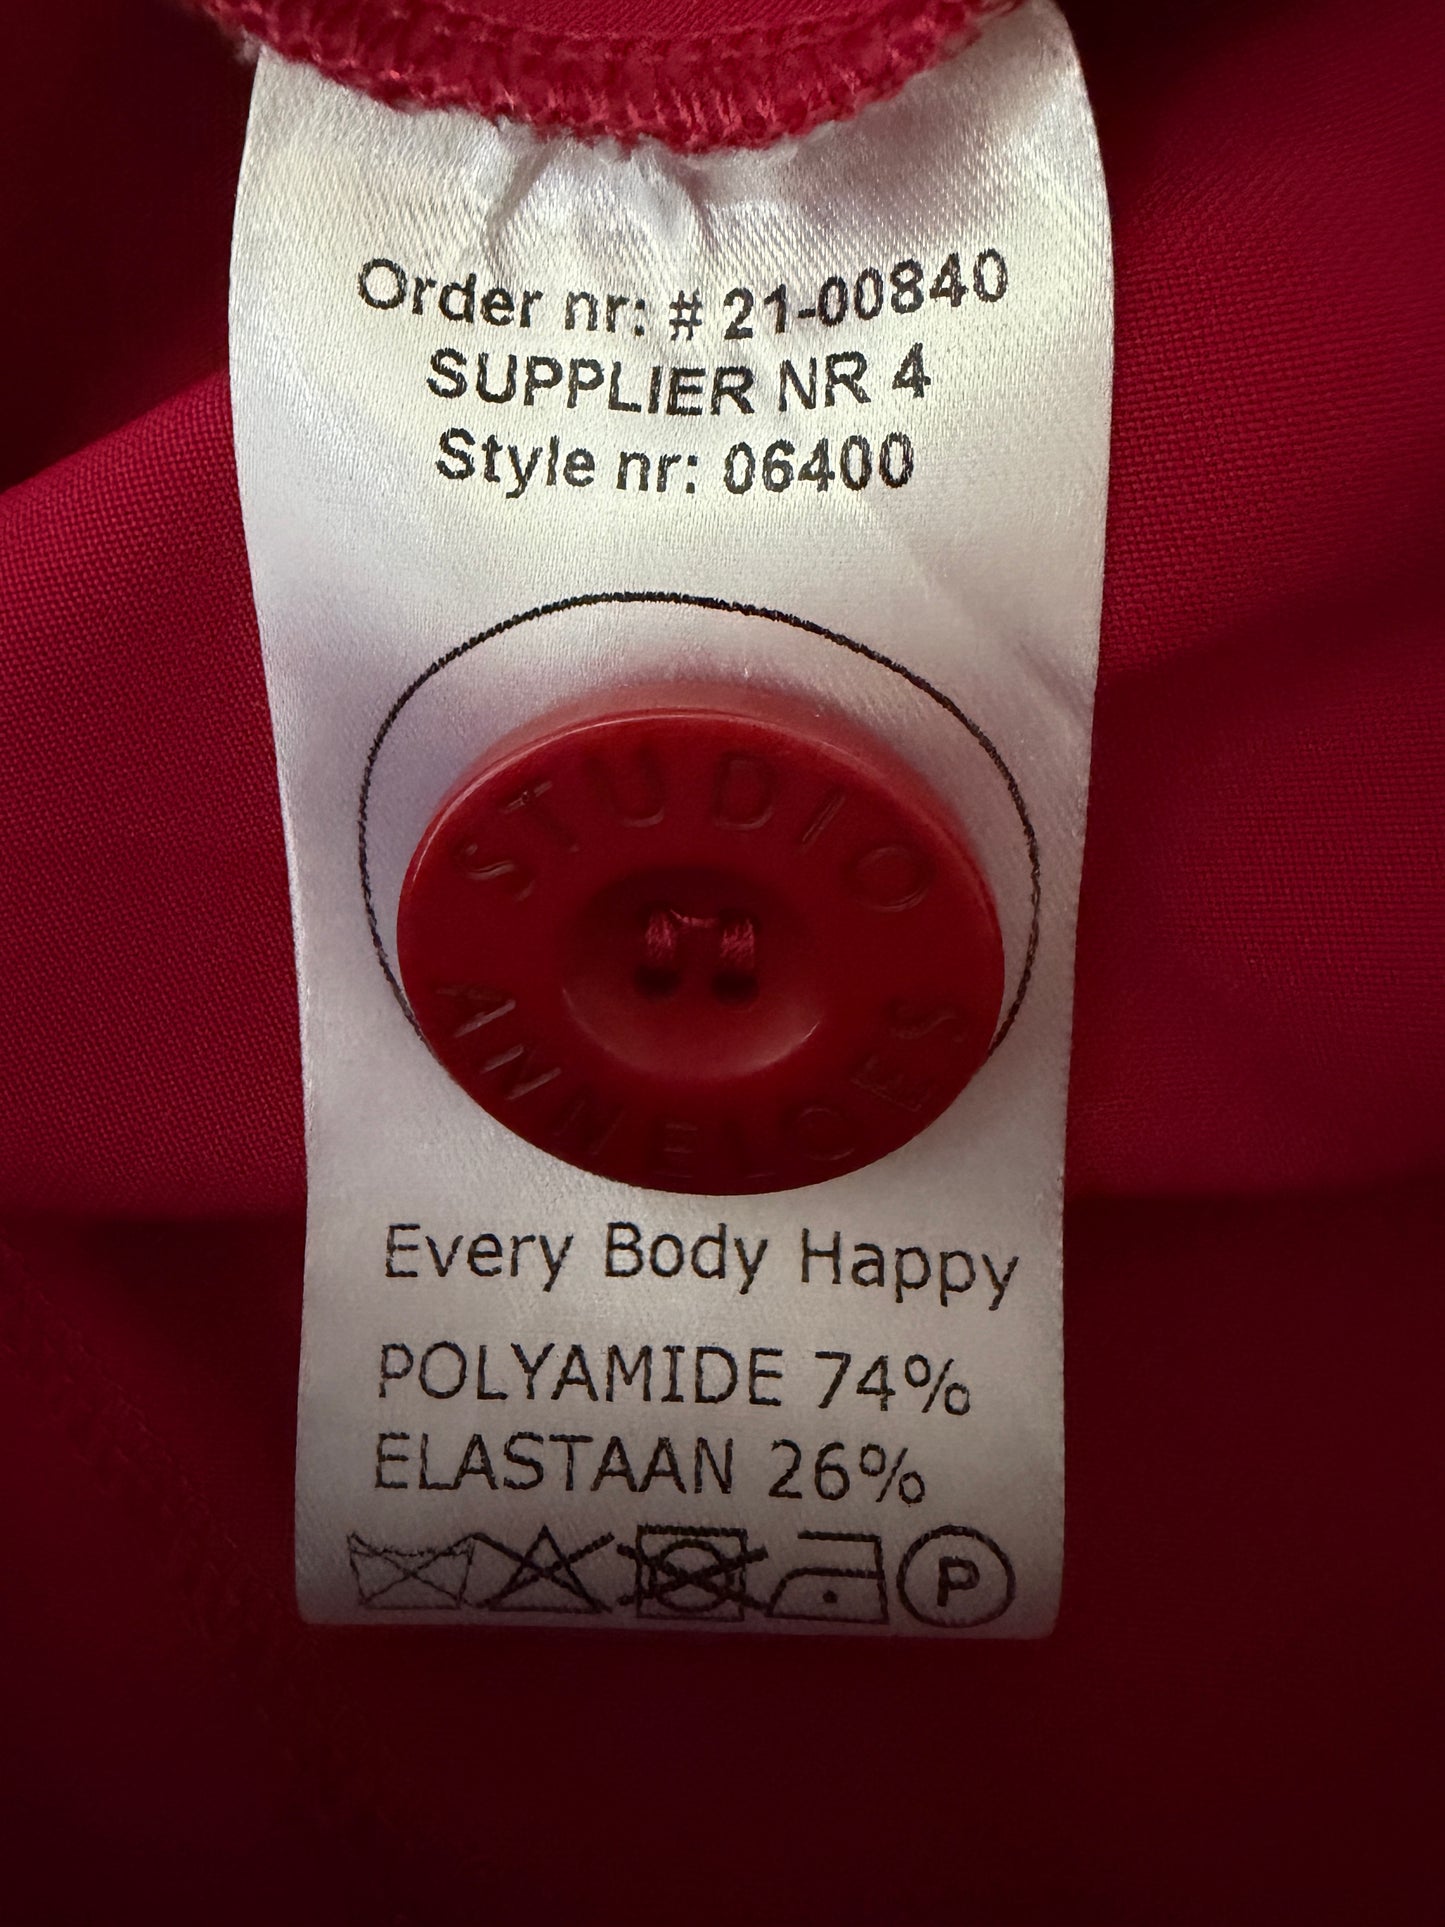 Order nr: # 21-00840
SUPPLIER NR 4
Style nr: 06400
STUDIO
ANNELOES
Every Body Happy
POLYAMIDE 74%
ELASTAAN 26%
P